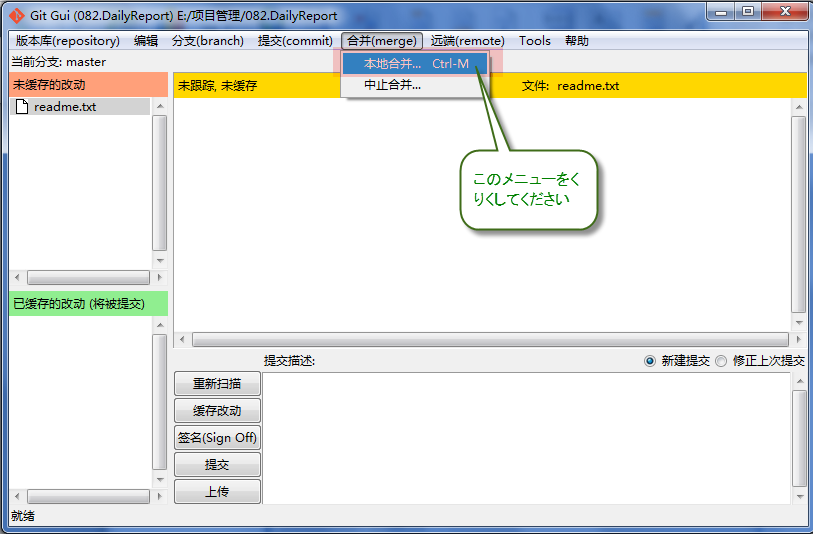 Git Gui (082.DailyReport) E:/项目管理/082.DailyReport
版本库(repository) 编辑 分支(branch) 提交(commit) 合并(merge) 远端(remote) Tools 帮助
当前分支: master
本地合并... Ctrl-M
中止合并...
未缓存的改动
未跟踪, 未缓存
文件: readme.txt
readme.txt
このメニューをく
りくしてください
已缓存的改动 (将被提交)
提交描述:
新建提交
修正上次提交
重新扫描
缓存改动
签名(Sign Off)
提交
上传
就绪